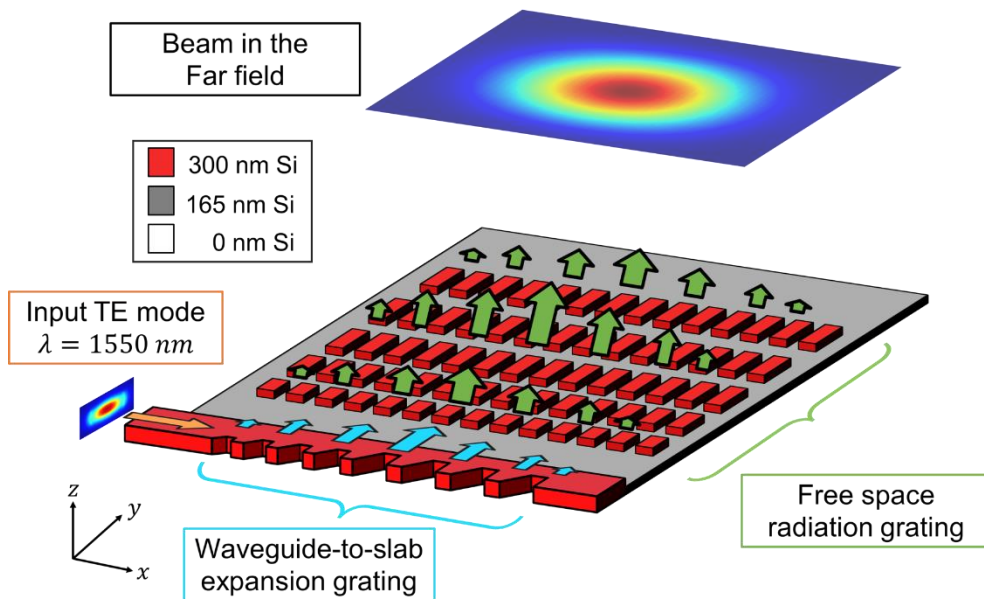 Beam in the
Far field
300 nm Si
165 nm Si
0 nm Si
Input TE mode
λ = 1550 nm
z
y
x
Waveguide-to-slab
expansion grating
Free space
radiation grating